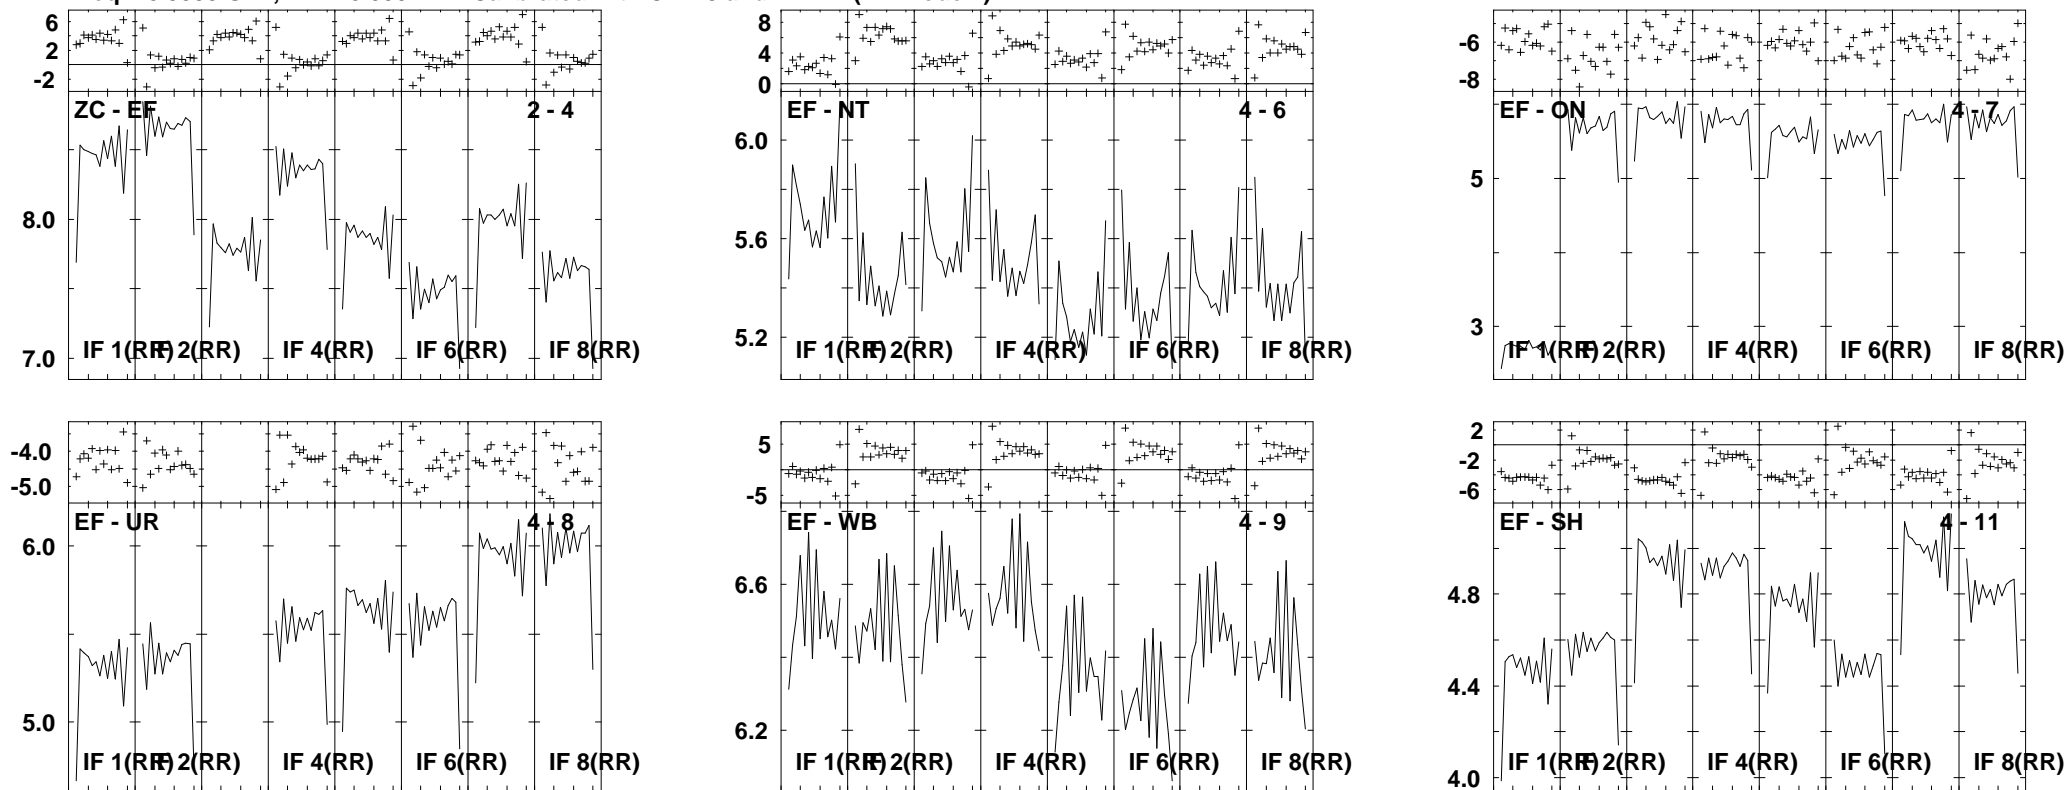 6
2
-2
ZC - EF 2 - 4
8.0
7.0
IF 1(RR) IF 2(RR) IF 4(RR) IF 6(RR) IF 8(RR)
8
4
0
EF - NT 4 - 6
6.0
5.6
5.2
IF 1(RR) IF 2(RR) IF 4(RR) IF 6(RR) IF 8(RR)
-6
-8
EF - ON 4 - 7
5
3
IF 1(RR) IF 2(RR) IF 4(RR) IF 6(RR) IF 8(RR)
-4.0
-5.0
EF - UR 4 - 8
6.0
5.0
IF 1(RR) IF 2(RR) IF 4(RR) IF 6(RR) IF 8(RR)
5
-5
EF - WB 4 - 9
6.6
6.2
IF 1(RR) IF 2(RR) IF 4(RR) IF 6(RR) IF 8(RR)
2
-2
-6
EF - SH 4 - 11
4.8
4.4
4.0
IF 1(RR) IF 2(RR) IF 4(RR) IF 6(RR) IF 8(RR)